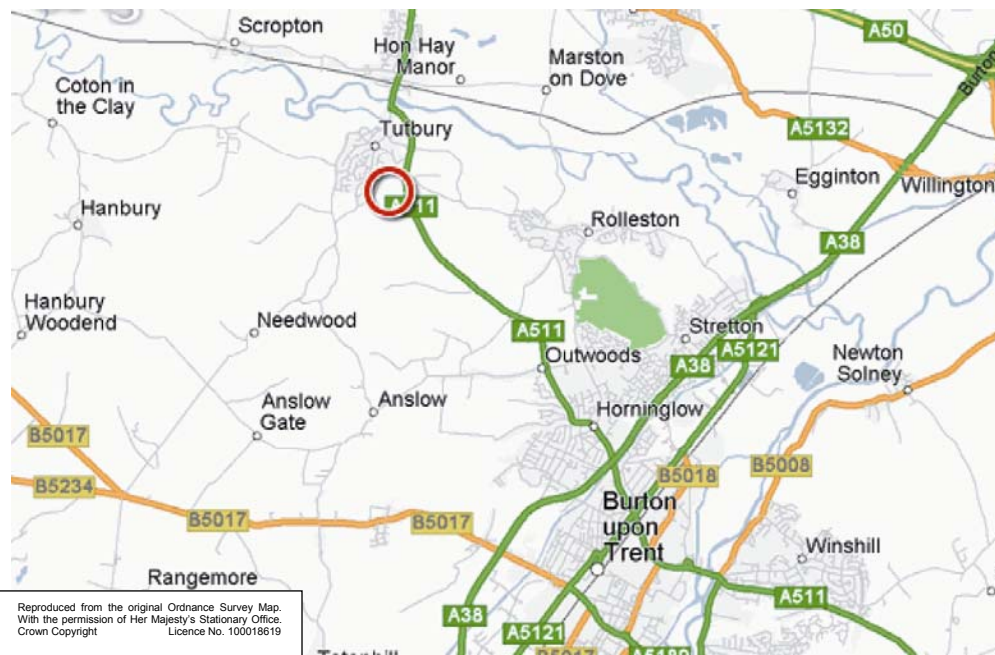 Scropton
Hon Hay
Manor
Marston
on Dove
A50
Burton
Coton in
the Clay
Tutbury
A5132
Egginton
Willington
Hanbury
Rolleston
A38
Hanbury
Woodend
Needwood
A511
Stretton
Outwoods
A38
A5121
Newton
Solney
Anslow
Gate
Anslow
Horninglow
B5017
B5234
B5017
B5017
B5018
B5008
Burton
upon
Trent
Winshill
Rangemore
A38
A5121
A511
B5017
A5189
Reproduced from the original Ordnance Survey Map.
With the permission of Her Majesty's Stationary Office.
Crown Copyright Licence No. 100018619